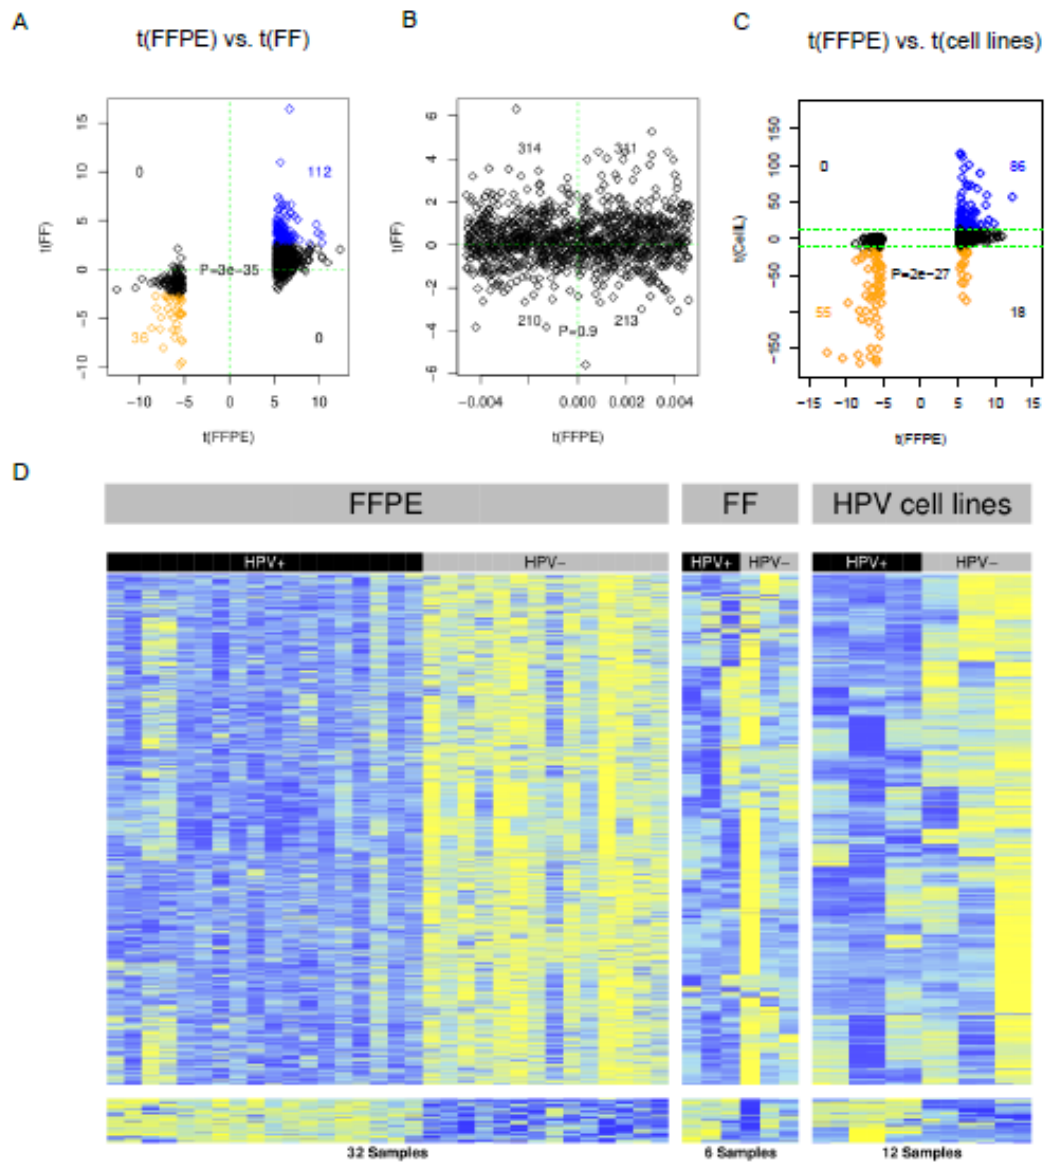 A
t(FFPE) vs. t(FF)
15
10
5
0
−5
−10
t(FF)
0
112
P=3e−35
36
0
−10
−5
0
5
10
t(FFPE)
B
6
4
2
0
−2
−4
−6
t(FF)
314
311
210
213
P=0.9
−0.004
0.000
0.002
0.004
t(FFPE)
C
t(FFPE) vs. t(cell lines)
150
100
50
0
−50
−150
t(CellL)
0
86
P=2e−27
55
18
−15
−10
−5
0
5
10
15
t(FFPE)
D
FFPE
FF
HPV cell lines
HPV+
HPV−
HPV+
HPV−
HPV+
HPV−
32 Samples
6 Samples
12 Samples